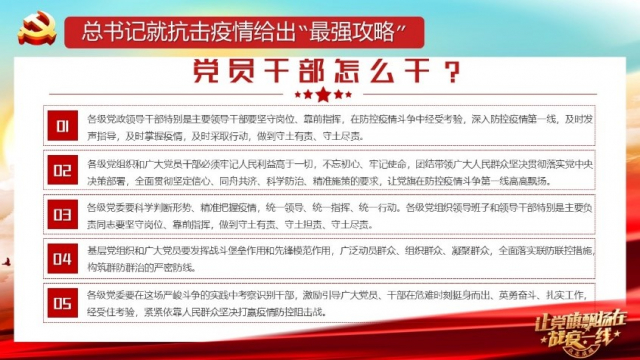 总书记就抗击疫情给出“最强攻略”
党员干部怎么干？
01
各级党政领导干部特别是主要领导干部要坚守岗位、靠前指挥，在防控疫情斗争中经受考验，深入防控疫情第一线，及时发
声指导，及时掌握疫情，及时采取行动，做到守土有责、守土尽责。
02
各级党组织和广大党员干部必须牢记人民利益高于一切，不忘初心、牢记使命，团结带领广大人民群众坚决贯彻落实党中央
决策部署，全面贯彻坚定信心、同舟共济、科学防治、精准施策的要求，让党旗在防控疫情斗争第一线高高飘扬。
03
各级党委要科学判断形势、精准把握疫情，统一领导、统一指挥、统一行动。各级党组织领导班子和领导干部特别是主要负
责同志要坚守岗位、靠前指挥，做到守土有责、守土担责、守土尽责。
04
基层党组织和广大党员要发挥战斗堡垒作用和先锋模范作用，广泛动员群众、组织群众、凝聚群众，全面落实联防联控措施，
构筑群防群治的严密防线。
05
各级党委要在这场严峻斗争的实践中考察识别干部，激励引导广大党员、干部在危难时刻挺身而出、英勇奋斗、扎实工作，
经受住考验，紧紧依靠人民群众坚决打赢疫情防控阻击战。
让党旗飘扬在
战疫一线